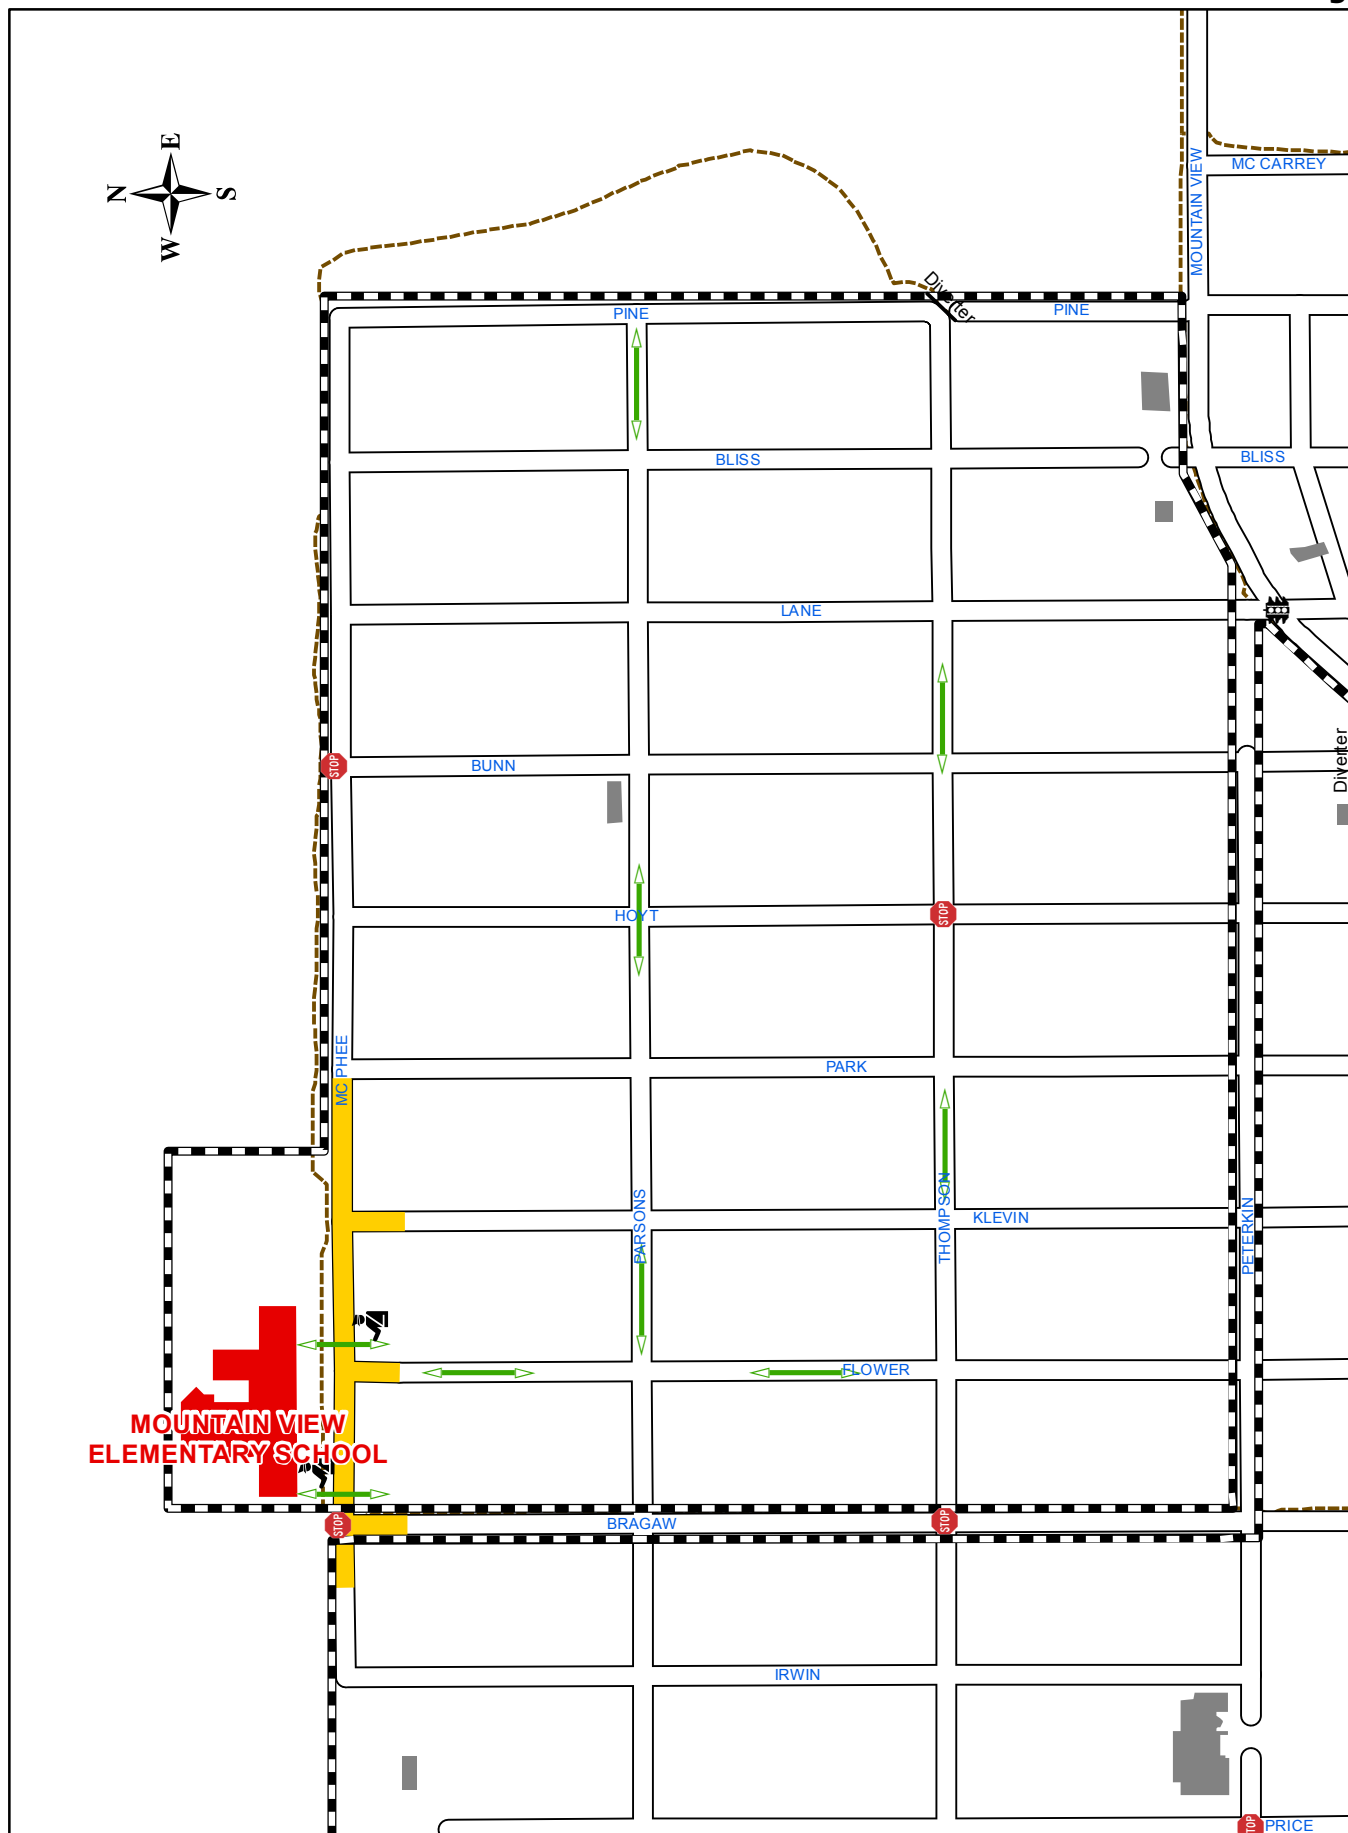 E
N
S
W
MOUNTAIN VIEW
MC CARREY
Diverter
PINE
PINE
BLISS
BLISS
LANE
Diverter
STOP
BUNN
HOYT
STOP
MC PHEE
PARK
PARSONS
THOMPSON
KLEVIN
PETERKIN
FLOWER
MOUNTAIN VIEW
ELEMENTARY SCHOOL
STOP
BRAGAW
STOP
IRWIN
STOP
PRICE